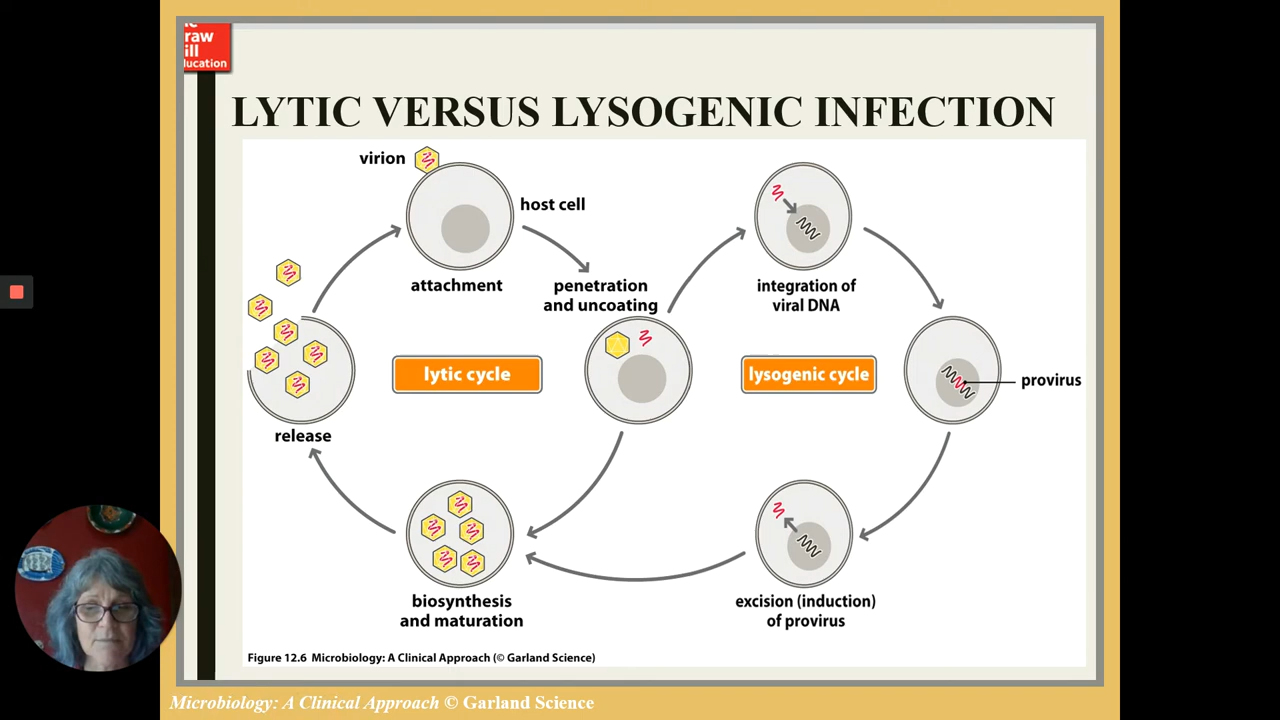 raw
ill
ducation
LYTIC VERSUS LYSOGENIC INFECTION
virion
host cell
attachment
penetration
and uncoating
integration of
viral DNA
lytic cycle
lysogenic cycle
provirus
release
biosynthesis
and maturation
excision (induction)
of provirus
Figure 12.6 Microbiology: A Clinical Approach (© Garland Science)
Microbiology: A Clinical Approach © Garland Science